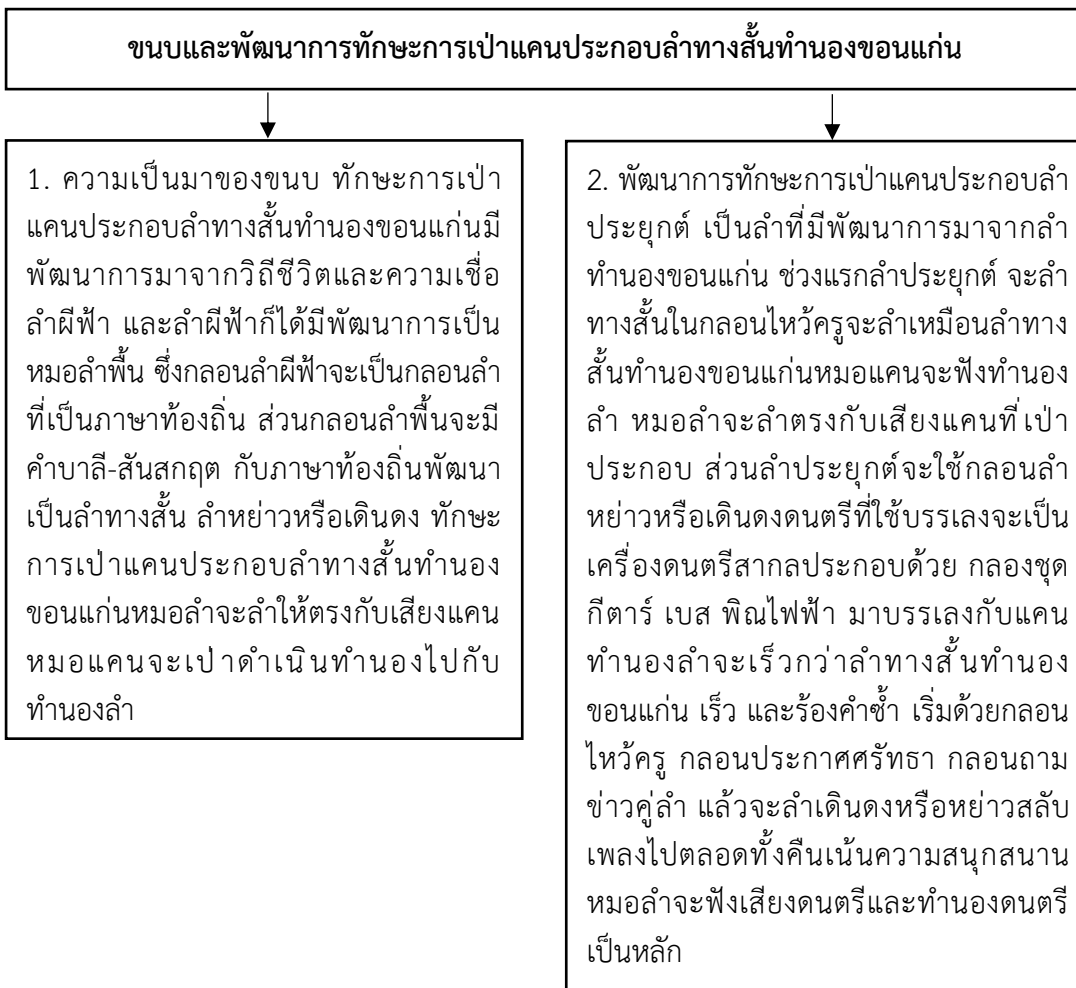 ขนบและพัฒนาการทักษะการเป่าแคนประกอบลำทางสั้นทำนองขอนแก่น
1. ความเป็นมาของขนบ ทักษะการเป่า
แคนประกอบลำทางสั้นทำนองขอนแก่นมี
พัฒนาการมาจากวิถีชีวิตและความเชื่อ
ลำผีฟ้า และลำผีฟ้าก็ได้มีพัฒนาการเป็น
หมอลำพื้น ซึ่งกลอนลำผีฟ้าจะเป็นกลอนลำ
ที่เป็นภาษาท้องถิ่น ส่วนกลอนลำพื้นจะมี
คำบาลี-สันสกฤต กับภาษาท้องถิ่นพัฒนา
เป็นลำทางสั้น ลำหย่าวหรือเดินดง ทักษะ
การเป่าแคนประกอบลำทางสั้นทำนอง
ขอนแก่นหมอลำจะลำให้ตรงกับเสียงแคน
หมอแคนจะเป่าดำเนินทำนองไปกับ
ทำนองลำ
2. พัฒนาการทักษะการเป่าแคนประกอบลำ
ประยุกต์ เป็นลำที่มีพัฒนาการมาจากลำ
ทำนองขอนแก่น ช่วงแรกลำประยุกต์ จะลำ
ทางสั้นในกลอนไหว้ครูจะลำเหมือนลำทาง
สั้นทำนองขอนแก่นหมอแคนจะฟังทำนอง
ลำ หมอลำจะลำตรงกับเสียงแคนที่เป่า
ประกอบ ส่วนลำประยุกต์จะใช้กลอนลำ
หย่าวหรือเดินดงดนตรีที่ใช้บรรเลงจะเป็น
เครื่องดนตรีสากลประกอบด้วย กลองชุด
กีตาร์ เบส พิณไฟฟ้า มาบรรเลงกับแคน
ทำนองลำจะเร็วกว่าลำทางสั้นทำนอง
ขอนแก่น เร็ว และร้องคำซ้ำ เริ่มด้วยกลอน
ไหว้ครู กลอนประกาศศรัทธา กลอนถาม
ข่าวคู่ลำ แล้วจะลำเดินดงหรือหย่าวสลับ
เพลงไปตลอดทั้งคืนเน้นความสนุกสนาน
หมอลำจะฟังเสียงดนตรีและทำนองดนตรี
เป็นหลัก